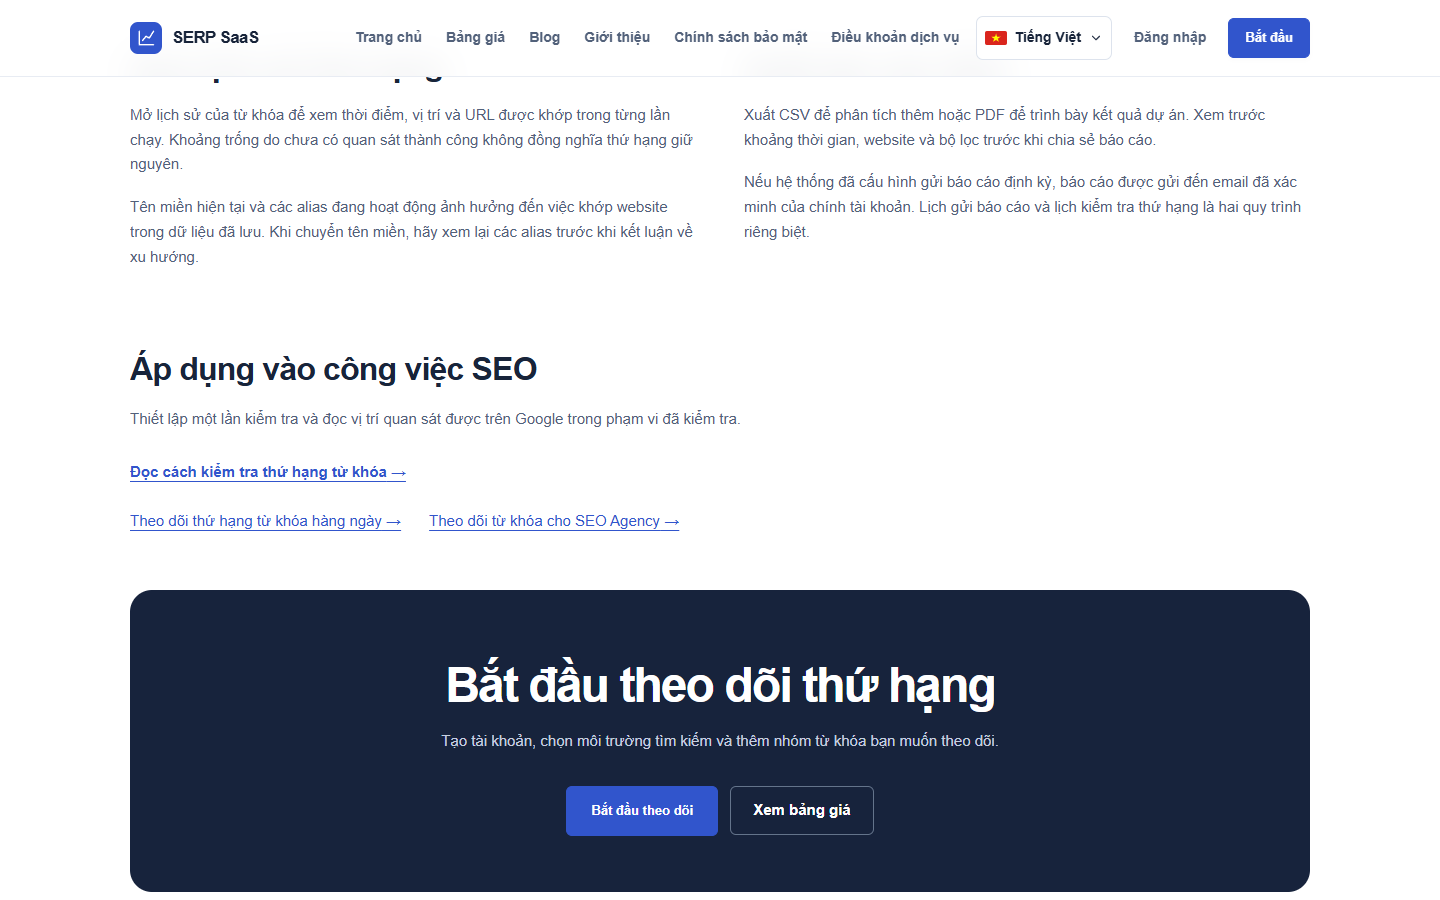 SERP SaaS
Trang chủ
Bảng giá
Blog
Giới thiệu
Chính sách bảo mật
Điều khoản dịch vụ
Tiếng Việt
Đăng nhập
Bắt đầu
Mở lịch sử của từ khóa để xem thời điểm, vị trí và URL được khớp trong từng lần
chạy. Khoảng trống do chưa có quan sát thành công không đồng nghĩa thứ hạng giữ
nguyên.
Tên miền hiện tại và các alias đang hoạt động ảnh hưởng đến việc khớp website
trong dữ liệu đã lưu. Khi chuyển tên miền, hãy xem lại các alias trước khi kết luận về
xu hướng.
Xuất CSV để phân tích thêm hoặc PDF để trình bày kết quả dự án. Xem trước
khoảng thời gian, website và bộ lọc trước khi chia sẻ báo cáo.
Nếu hệ thống đã cấu hình gửi báo cáo định kỳ, báo cáo được gửi đến email đã xác
minh của chính tài khoản. Lịch gửi báo cáo và lịch kiểm tra thứ hạng là hai quy trình
riêng biệt.
Áp dụng vào công việc SEO
Thiết lập một lần kiểm tra và đọc vị trí quan sát được trên Google trong phạm vi đã kiểm tra.
Đọc cách kiểm tra thứ hạng từ khóa →
Theo dõi thứ hạng từ khóa hàng ngày →
Theo dõi từ khóa cho SEO Agency →
Bắt đầu theo dõi thứ hạng
Tạo tài khoản, chọn môi trường tìm kiếm và thêm nhóm từ khóa bạn muốn theo dõi.
Bắt đầu theo dõi
Xem bảng giá